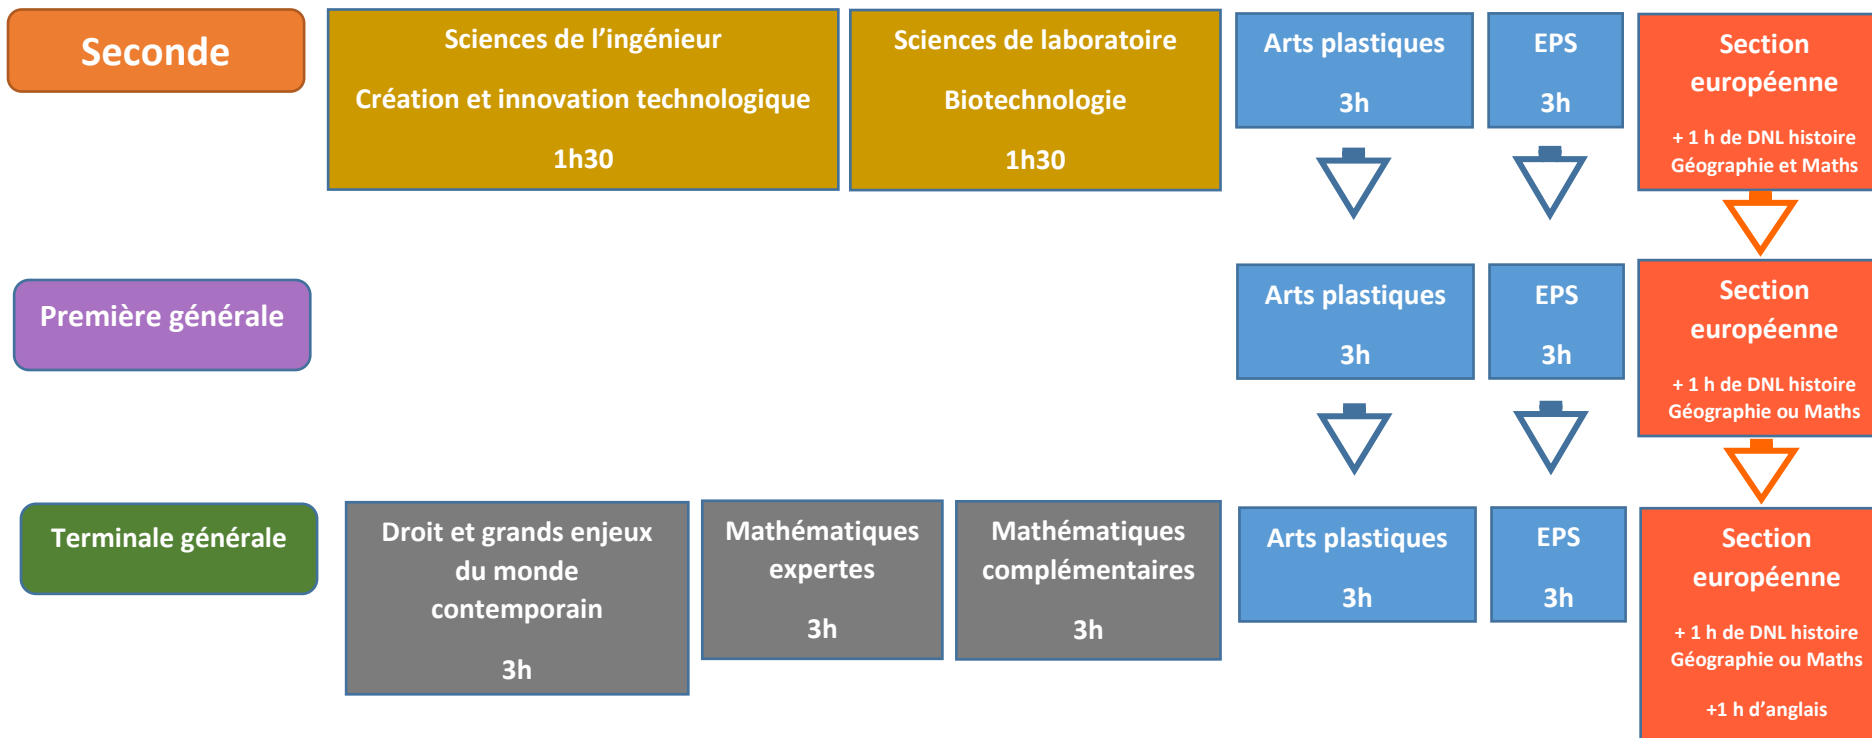 Seconde
Sciences de l'ingénieur
Création et innovation technologique
1h30
Sciences de laboratoire
Biotechnologie
1h30
Arts plastiques
3h
EPS
3h
Section
européenne
+ 1 h de DNL histoire
Géographie et Maths
Première générale
Arts plastiques
3h
EPS
3h
Section
européenne
+ 1 h de DNL histoire
Géographie ou Maths
Terminale générale
Droit et grands enjeux
du monde
contemporain
3h
Mathématiques
expertes
3h
Mathématiques
complémentaires
3h
Arts plastiques
3h
EPS
3h
Section
européenne
+ 1 h de DNL histoire
Géographie ou Maths
+1 h d'anglais